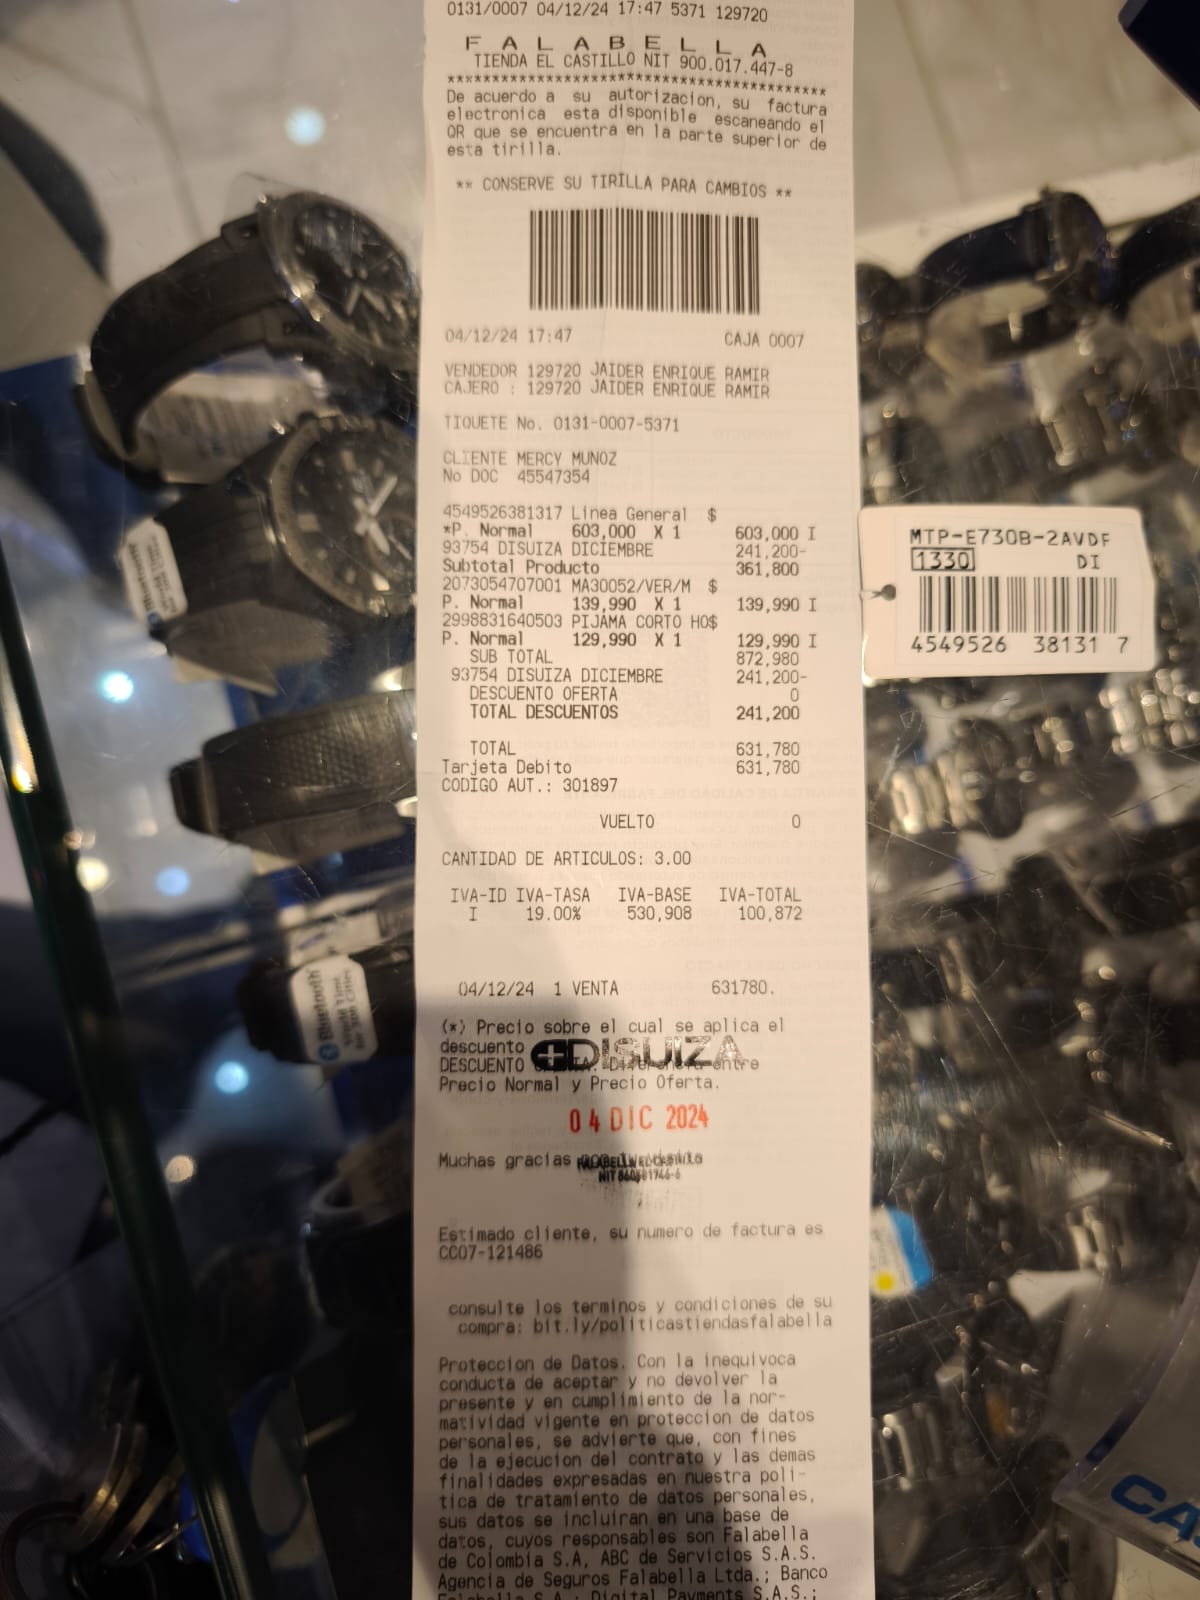 0131/0007 04/12/24 17:47 5371 129720
FALABELLA
TIENDA EL CASTILLO NIT 900.017.447-8
*******************************************
De acuerdo a su autorizacion, su factura
electronica esta disponible escaneando el
QR que se encuentra en la parte superior de
esta tirilla.
** CONSERVE SU TIRILLA PARA CAMBIOS **
04/12/24 17:47 CAJA 0007
VENDEDOR 129720 JAIDER ENRIQUE RAMIR
CAJERO : 129720 JAIDER ENRIQUE RAMIR
TIQUETE No. 0131-0007-5371
CLIENTE MERCY MUNOZ
No DOC 45547354
4549526381317 Linea General $
*P. Normal 603,000 X 1 603,000 I
93754 DISUIZA DICIEMBRE 241,200-
Subtotal Producto 361,800
2073054707001 MA30052/VER/M $
P. Normal 139,990 X 1 139,990 I
2998831640503 PIJAMA CORTO HO$
P. Normal 129,990 X 1 129,990 I
SUB TOTAL 872,980
93754 DISUIZA DICIEMBRE 241,200-
DESCUENTO OFERTA 0
TOTAL DESCUENTOS 241,200
TOTAL 631,780
Tarjeta Debito 631,780
CODIGO AUT.: 301897
VUELTO 0
CANTIDAD DE ARTICULOS: 3.00
IVA-ID IVA-TASA IVA-BASE IVA-TOTAL
I 19.00% 530,908 100,872
04/12/24 1 VENTA 631780.
(*) Precio sobre el cual se aplica el
descuento
DISUIZA
DESCUENTO OFERTA: Diferencia entre
Precio Normal y Precio Oferta.
04 DIC 2024
Muchas gracias por tu visita
FALABELLA EL CASTILLO
Estimado cliente, su numero de factura es
CC07-121486
consulte los terminos y condiciones de su
compra: bit.ly/politicastiendasfalabella
Proteccion de Datos. Con la inequivoca
conducta de aceptar y no devolver la
presente y en cumplimiento de la nor-
matividad vigente en proteccion de datos
personales, se advierte que, con fines
de la ejecucion del contrato y las demas
finalidades expresadas en nuestra poli-
tica de tratamiento de datos personales,
sus datos se incluiran en una base de
datos, cuyos responsables son Falabella
de Colombia S.A, ABC de Servicios S.A.S.
Agencia de Seguros Falabella Ltda.; Banco
Falabella S.A.; Digital Payments S.A.S.;
MTP-E730B-2AVDF
1330 DI
4549526 38131 7
Bluetooth
CAS